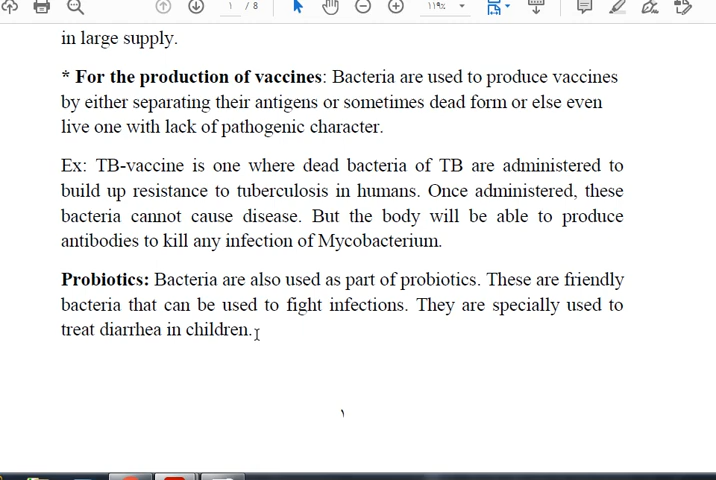 ١ / 8
١١٩%
in large supply.
* For the production of vaccines: Bacteria are used to produce vaccines
by either separating their antigens or sometimes dead form or else even
live one with lack of pathogenic character.
Ex: TB-vaccine is one where dead bacteria of TB are administered to
build up resistance to tuberculosis in humans. Once administered, these
bacteria cannot cause disease. But the body will be able to produce
antibodies to kill any infection of Mycobacterium.
Probiotics: Bacteria are also used as part of probiotics. These are friendly
bacteria that can be used to fight infections. They are specially used to
treat diarrhea in children.
١